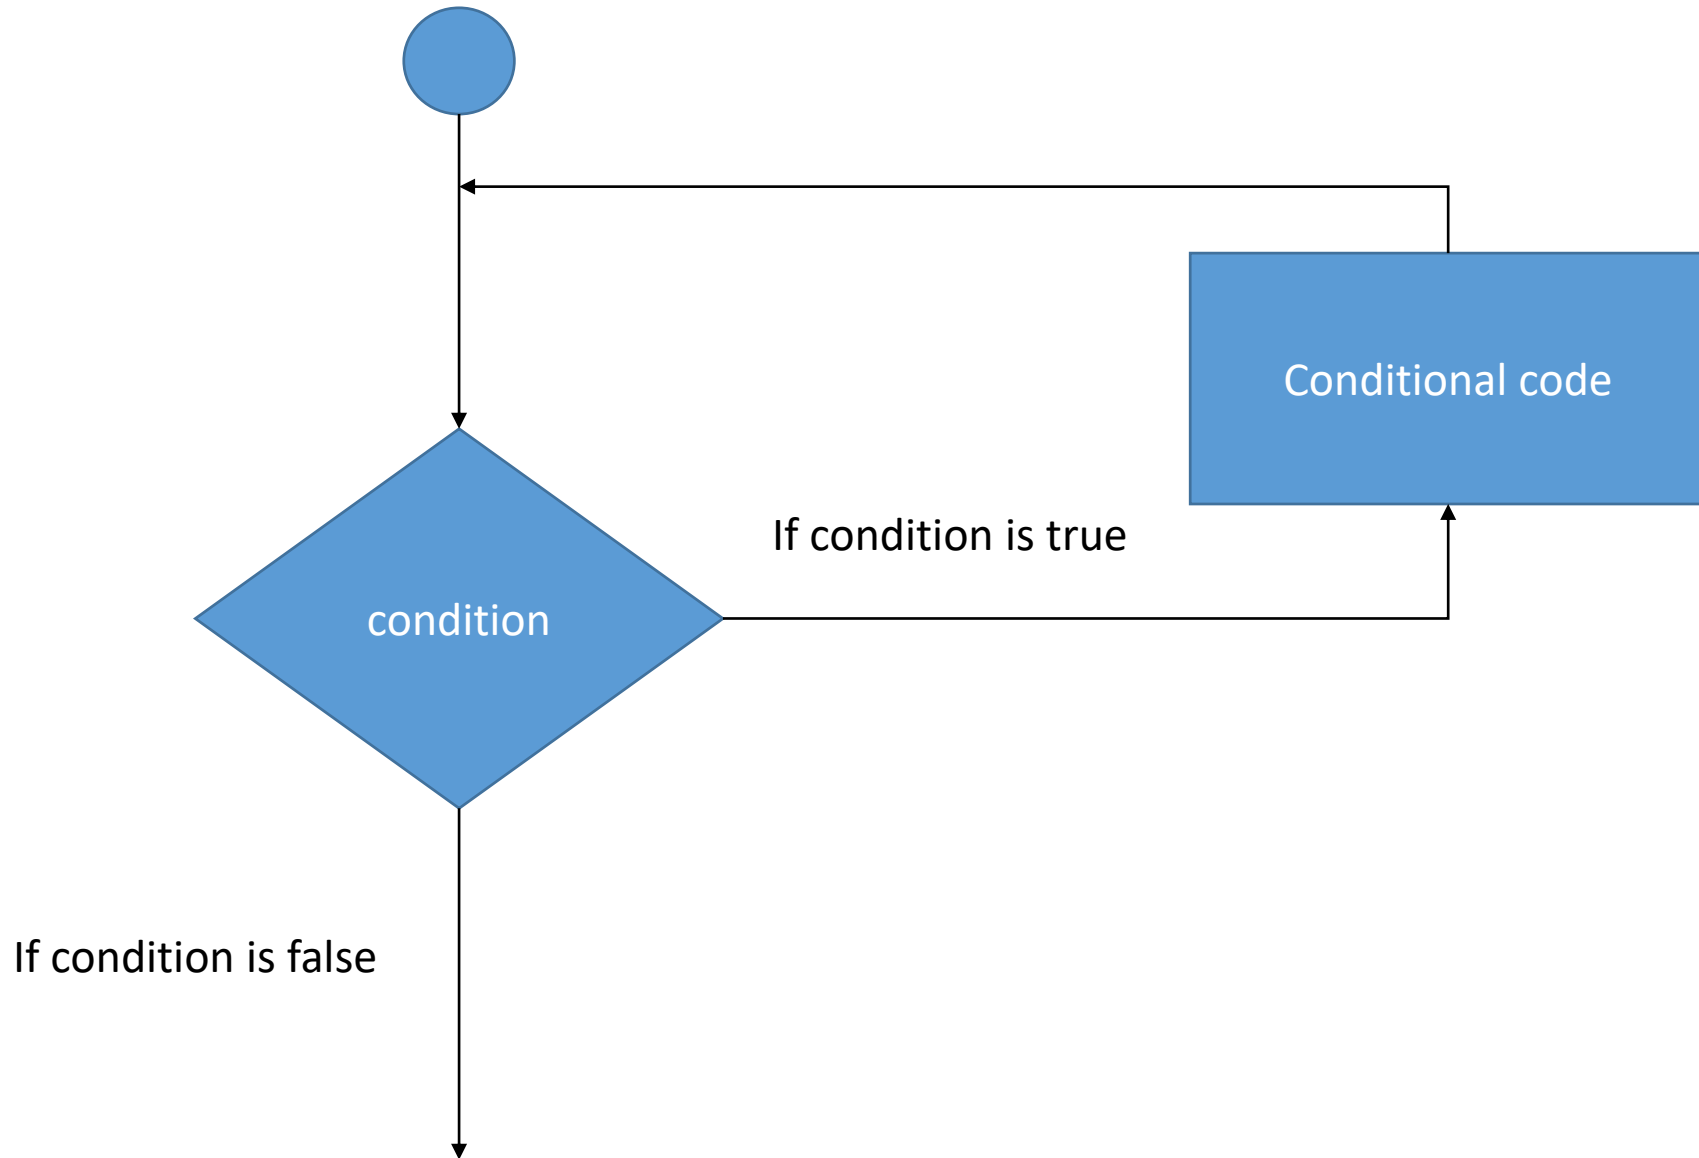 Conditional code
If condition is true
condition
If condition is false